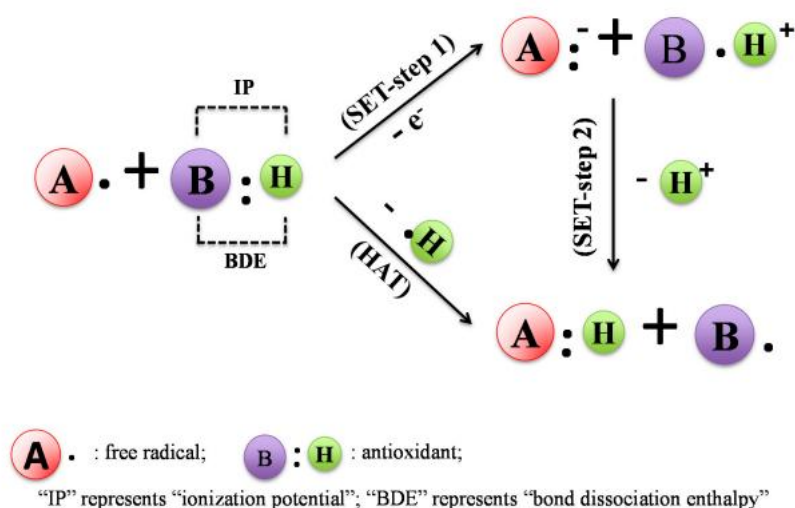 A :- + B . H+
(SET-step 1)
- e-
IP
A. + B : H
BDE
- .H
(HAT)
(SET-step 2)
- H+
A : H + B .
A . : free radical; B : H : antioxidant;
“IP” represents “ionization potential”; “BDE” represents “bond dissociation enthalpy”